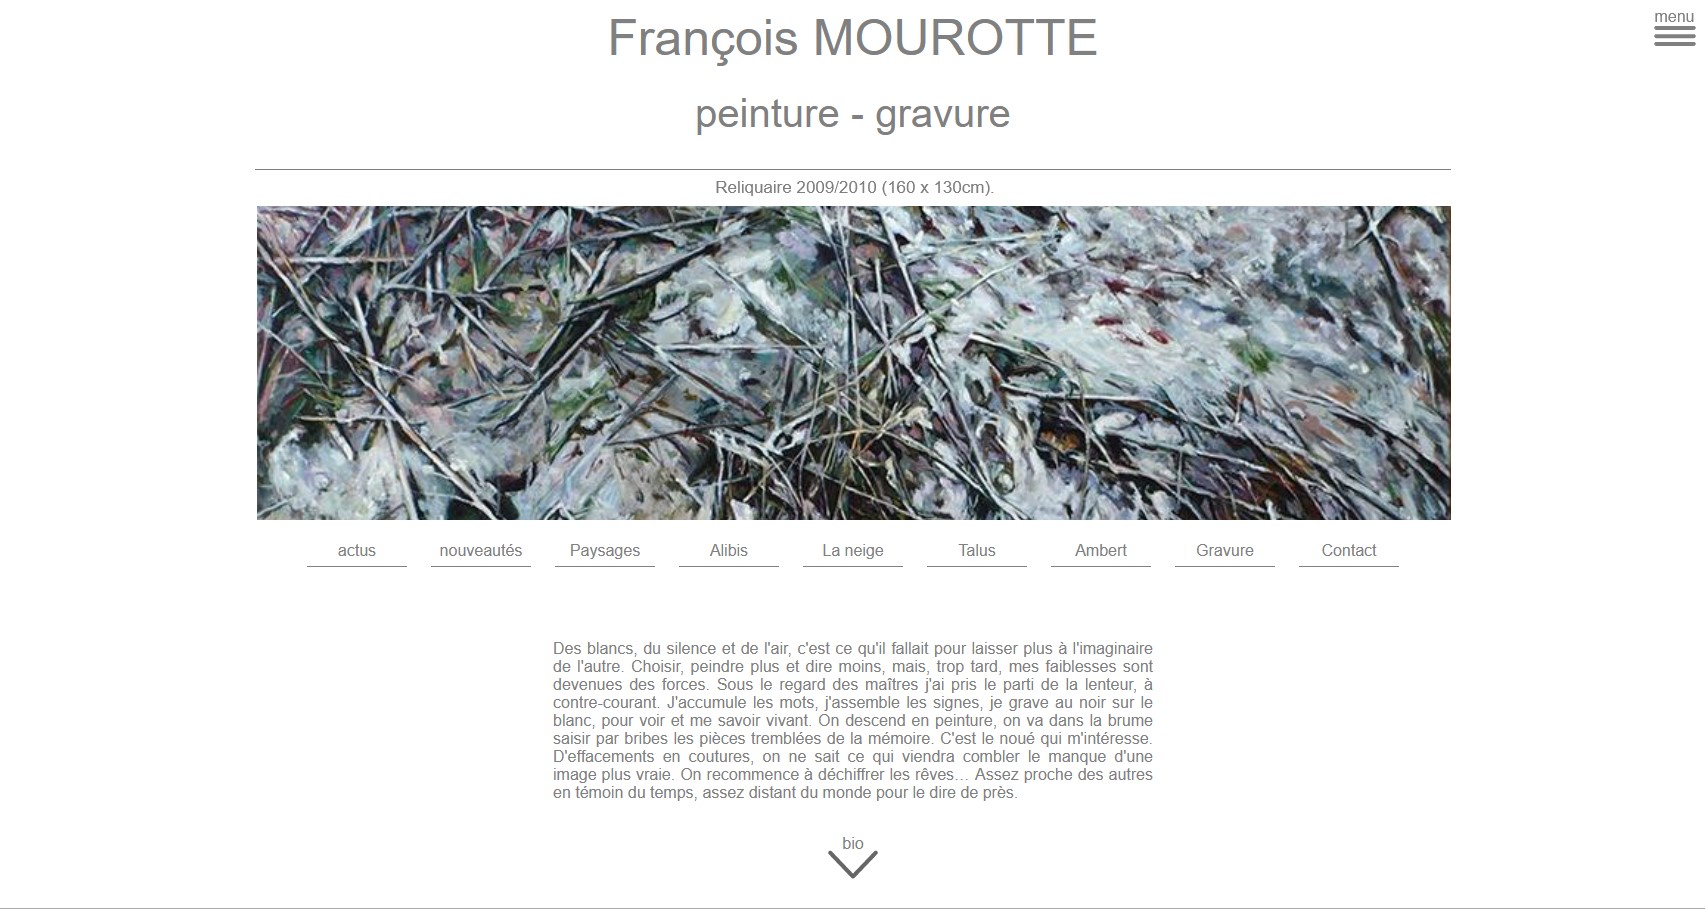 menu
François MOUROTTE
peinture - gravure
Reliquaire 2009/2010 (160 x 130cm).
actus nouveautés Paysages Alibis La neige Talus Ambert Gravure Contact
Des blancs, du silence et de l'air, c'est ce qu'il fallait pour laisser plus à l'imaginaire
de l'autre. Choisir, peindre plus et dire moins, mais, trop tard, mes faiblesses sont
devenues des forces. Sous le regard des maîtres j'ai pris le parti de la lenteur, à
contre-courant. J'accumule les mots, j'assemble les signes, je grave au noir sur le
blanc, pour voir et me savoir vivant. On descend en peinture, on va dans la brume
saisir par bribes les pièces tremblées de la mémoire. C'est le noué qui m'intéresse.
D'effacements en coutures, on ne sait ce qui viendra combler le manque d'une
image plus vraie. On recommence à déchiffrer les rêves… Assez proche des autres
en témoin du temps, assez distant du monde pour le dire de près.
bio